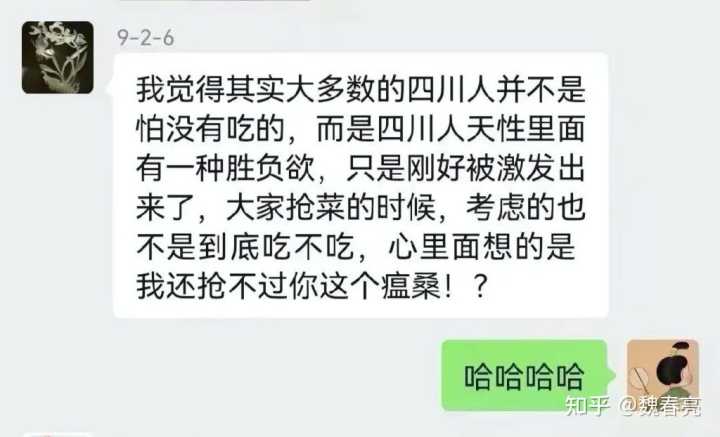 9-2-6
我觉得其实大多数的四川人并不是
怕没有吃的，而是四川人天性里面
有一种胜负欲，只是刚好被激发出
来了，大家抢菜的时候，考虑的也
不是到底吃不吃，心里面想的是
我还抢不过你这个瘟桑！？
哈哈哈哈
知乎 @魏春亮